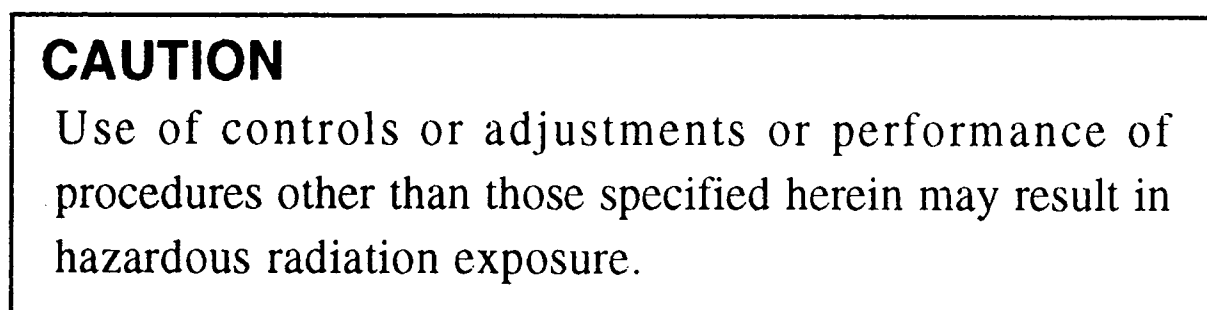 CAUTION
Use of controls or adjustments or performance of
procedures other than those specified herein may result in
hazardous radiation exposure.